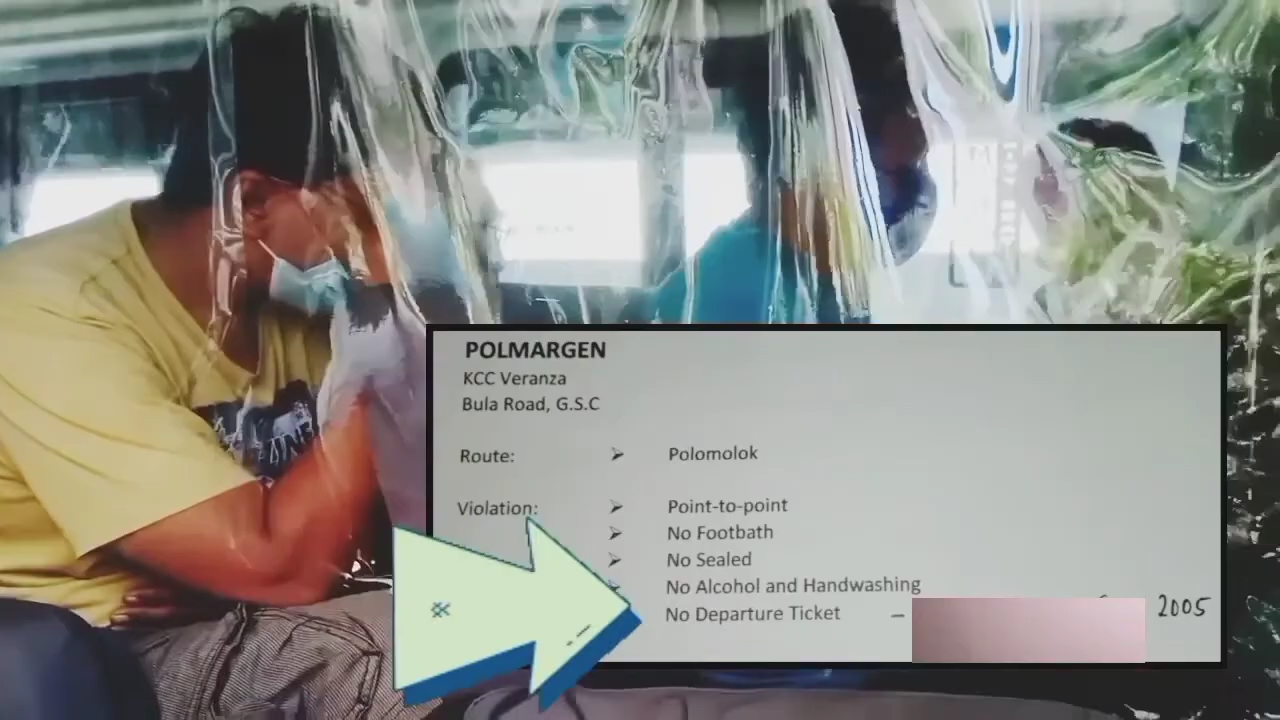 POLMARGEN
KCC Veranza
Bula Road, G.S.C
Route: ➢ Polomolok
Violation: ➢ Point-to-point
➢ No Footbath
➢ No Sealed
No Alcohol and Handwashing
No Departure Ticket – 2005